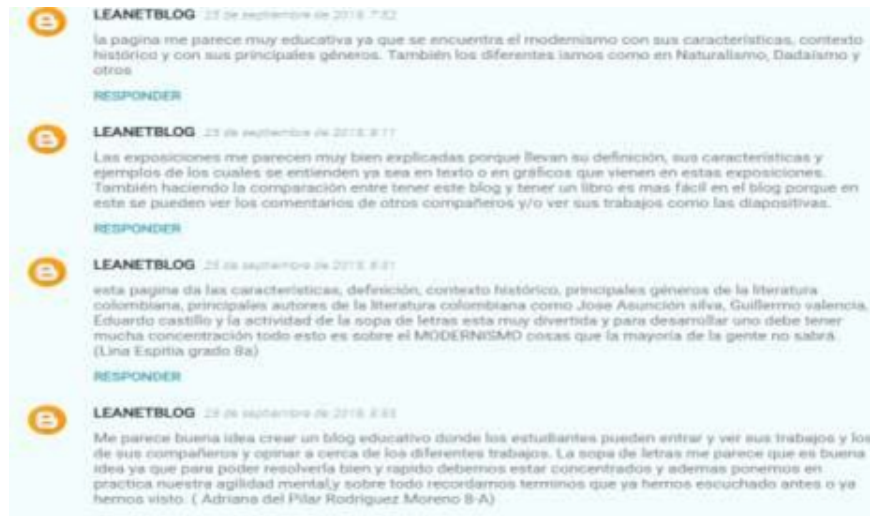 LEANETBLOG 25 de septiembre de 2018, 7:52
la pagina me parece muy educativa ya que se encuentra el modernismo con sus características, contexto
histórico y con sus principales géneros. También los diferentes ismos como en Naturalismo, Dadaísmo y
otros
RESPONDER
LEANETBLOG 25 de septiembre de 2018,
Las exposiciones me parecen muy bien explicadas porque llevan su definición, sus características y
ejemplos de los cuales se entienden ya sea en texto o en gráficos que vienen en estas exposiciones.
También haciendo la comparación entre tener este blog y tener un libro es mas fácil en el blog porque en
este se pueden ver los comentarios de otros compañeros y/o ver sus trabajos como las diapositivas.
RESPONDER
LEANETBLOG 25 de septiembre de 2018,
esta pagina da las características, definición, contexto histórico, principales géneros de la literatura
colombiana, principales autores de la literatura colombiana como Jose Asunción silva, Guillermo valencia,
Eduardo castillo y la actividad de la sopa de letras esta muy divertida y para desarrollar uno debe tener
mucha concentración todo esto es sobre el MODERNISMO cosas que la mayoría de la gente no sabrá.
(Lina Espitia grado 8a)
RESPONDER
LEANETBLOG de septiembre de 2018,
Me parece buena idea crear un blog educativo donde los estudiantes pueden entrar y ver sus trabajos y los
de sus compañeros y opinar a cerca de los diferentes trabajos. La sopa de letras me parece que es buena
idea ya que para poder resolverla bien y rapido debemos estar concentrados y ademas ponemos en
practica nuestra agilidad mental,y sobre todo recordamos terminos que ya hemos escuchado antes o ya
hemos visto. ( Adriana del Pilar Rodriguez Moreno 8-A)